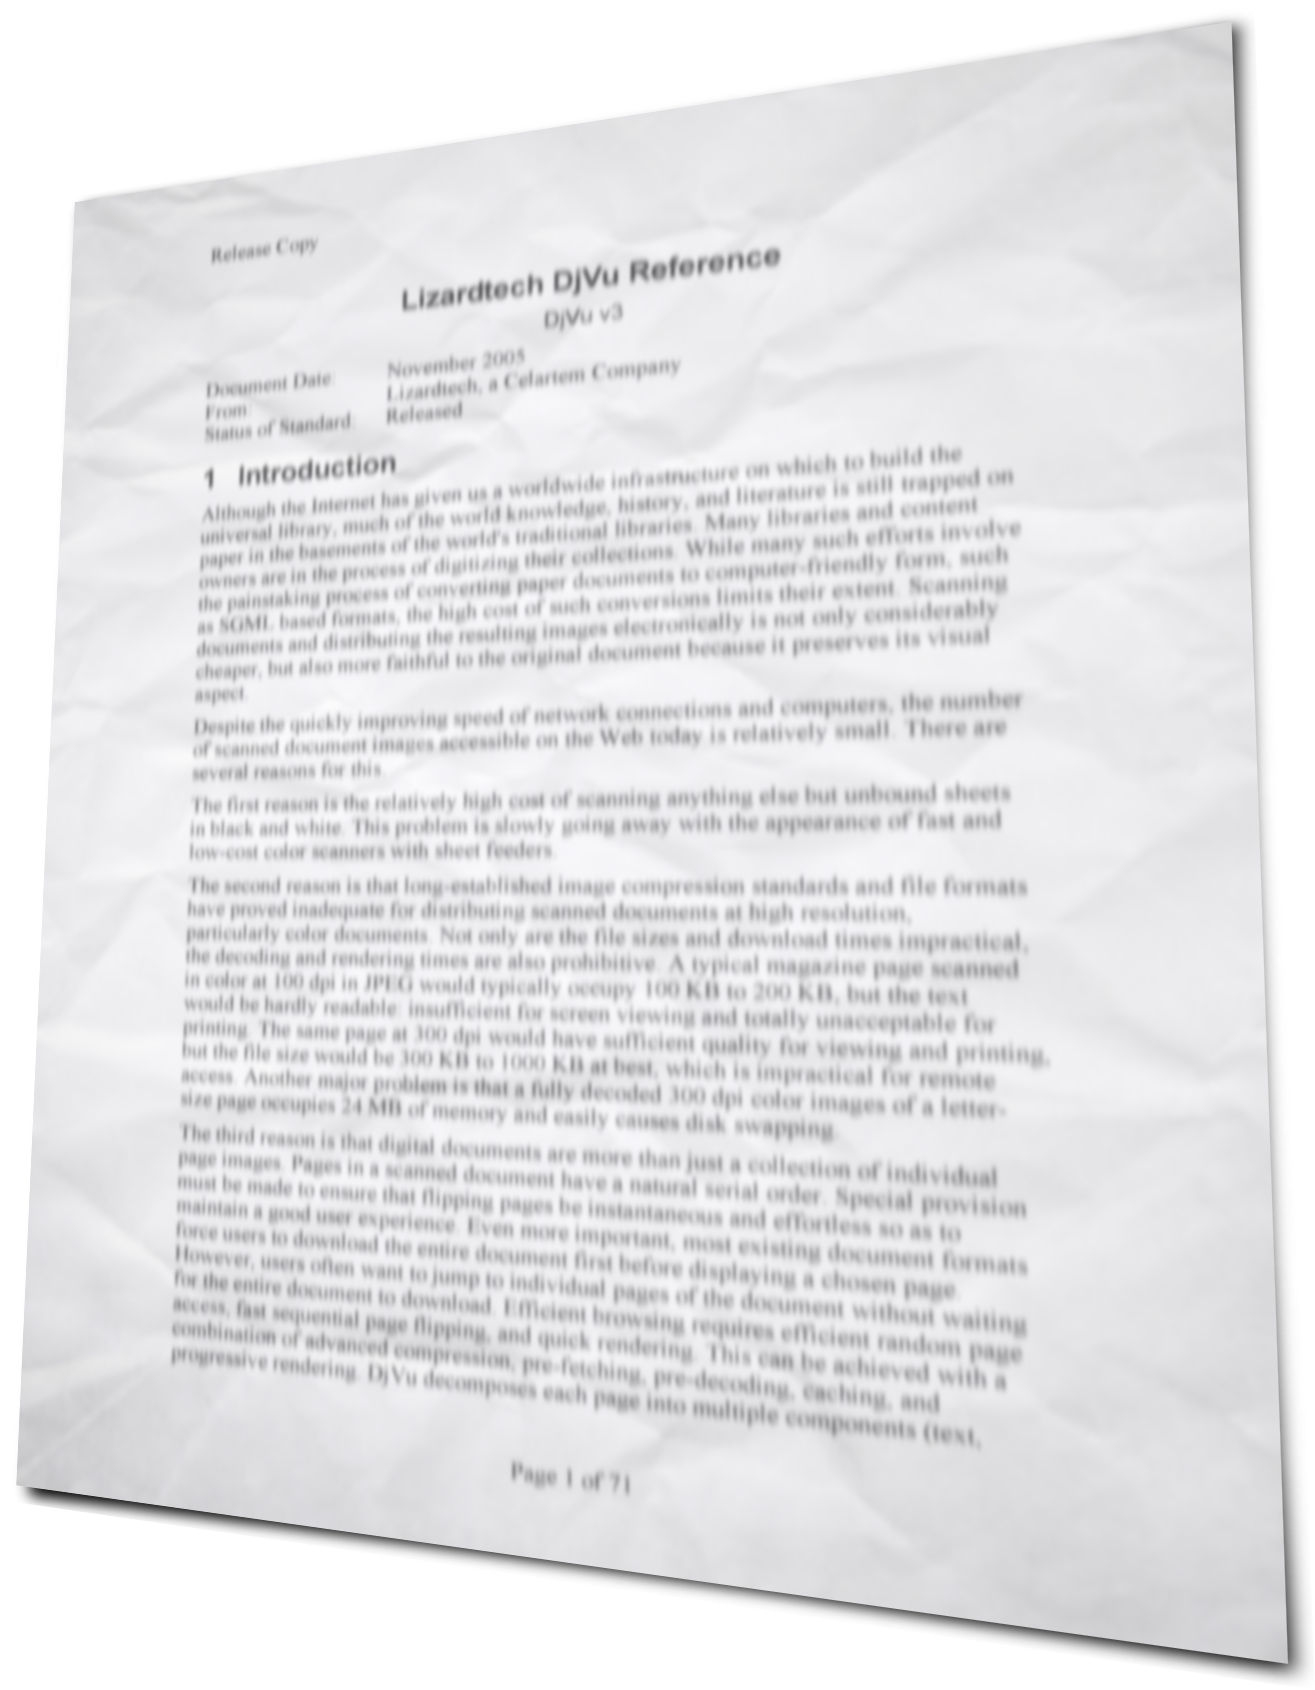 Release Copy
Lizardtech DjVu Reference
DjVu v3
Document Date: November 2005
From: Lizardtech, a Celartem Company
Status of Standard: Released
1 Introduction
Although the Internet has given us a worldwide infrastructure on which to build the
universal library, much of the world knowledge, history, and literature is still trapped on
paper in the basements of the world's traditional libraries. Many libraries and content
owners are in the process of digitizing their collections. While many such efforts involve
the painstaking process of converting paper documents to computer-friendly form, such
as SGML based formats, the high cost of such conversions limits their extent. Scanning
documents and distributing the resulting images electronically is not only considerably
cheaper, but also more faithful to the original document because it preserves its visual
aspect.
Despite the quickly improving speed of network connections and computers, the number
of scanned document images accessible on the Web today is relatively small. There are
several reasons for this.
The first reason is the relatively high cost of scanning anything else but unbound sheets
in black and white. This problem is slowly going away with the appearance of fast and
low-cost color scanners with sheet feeders.
The second reason is that long-established image compression standards and file formats
have proved inadequate for distributing scanned documents at high resolution,
particularly color documents. Not only are the file sizes and download times impractical,
the decoding and rendering times are also prohibitive. A typical magazine page scanned
in color at 100 dpi in JPEG would typically occupy 100 KB to 200 KB, but the text
would be hardly readable: insufficient for screen viewing and totally unacceptable for
printing. The same page at 300 dpi would have sufficient quality for viewing and printing,
but the file size would be 300 KB to 1000 KB at best, which is impractical for remote
access. Another major problem is that a fully decoded 300 dpi color images of a letter-
size page occupies 24 MB of memory and easily causes disk swapping.
The third reason is that digital documents are more than just a collection of individual
page images. Pages in a scanned document have a natural serial order. Special provision
must be made to ensure that flipping pages be instantaneous and effortless so as to
maintain a good user experience. Even more important, most existing document formats
force users to download the entire document first before displaying a chosen page.
However, users often want to jump to individual pages of the document without waiting
for the entire document to download. Efficient browsing requires efficient random page
access, fast sequential page flipping, and quick rendering. This can be achieved with a
combination of advanced compression, pre-fetching, pre-decoding, caching, and
progressive rendering. DjVu decomposes each page into multiple components (text,
Page 1 of 71